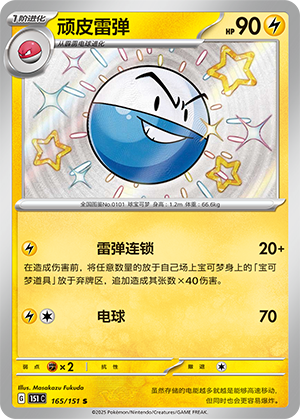 1阶进化 顽皮雷弹 HP 90
从霹雳电球进化
全国图鉴No.0101 球宝可梦 身高：1.2m 体重：66.6kg
雷弹连锁 20+
在造成伤害前，将任意数量的放于自己场上宝可梦身上的「宝可
梦道具」放于弃牌区，追加造成其张数×40伤害。
电球 70
弱点 ×2 抵抗 撤退
Illus. Masakazu Fukuda
G 151 C 165/151 S
虽然存储的电能越多就越是能够高速移动，
但同时也会更容易爆炸。
©2025 Pokémon/Nintendo/Creatures/GAME FREAK.